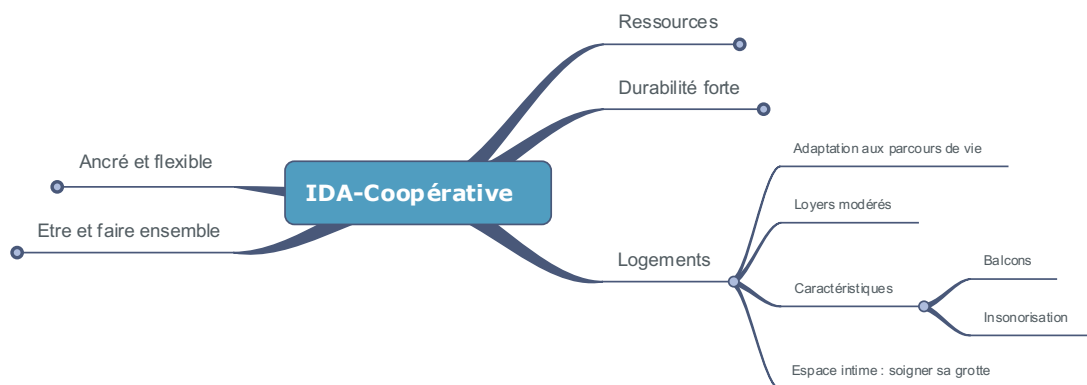 Ressources
Durabilité forte
Ancré et flexible
Adaptation aux parcours de vie
IDA-Coopérative
Loyers modérés
Etre et faire ensemble
Logements
Balcons
Caractéristiques
Insonorisation
Espace intime : soigner sa grotte